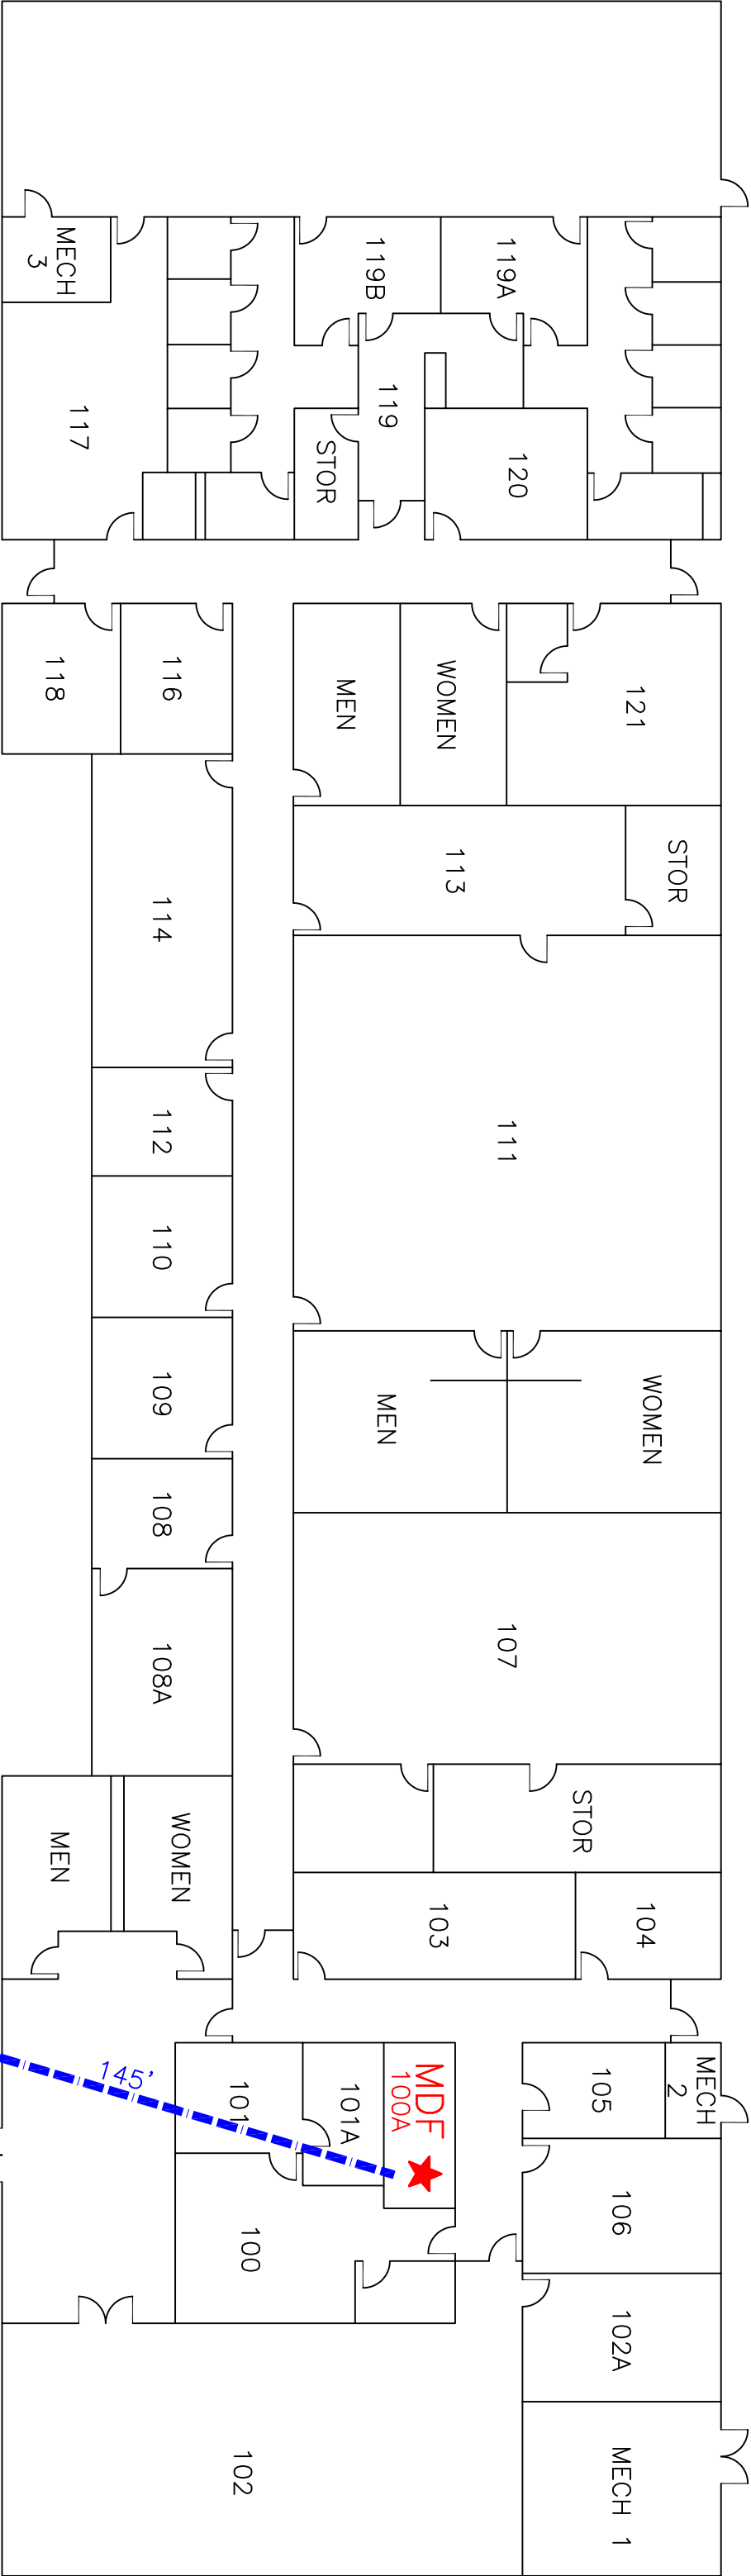 MECH
3
119B
119A
117
119
STOR
120
118
116
MEN
WOMEN
121
114
113
STOR
112
111
110
109
MEN
WOMEN
108
108A
107
MEN
WOMEN
STOR
103
104
145'
101
101A
MDF
100A
105
MECH
2
100
106
102A
102
MECH 1